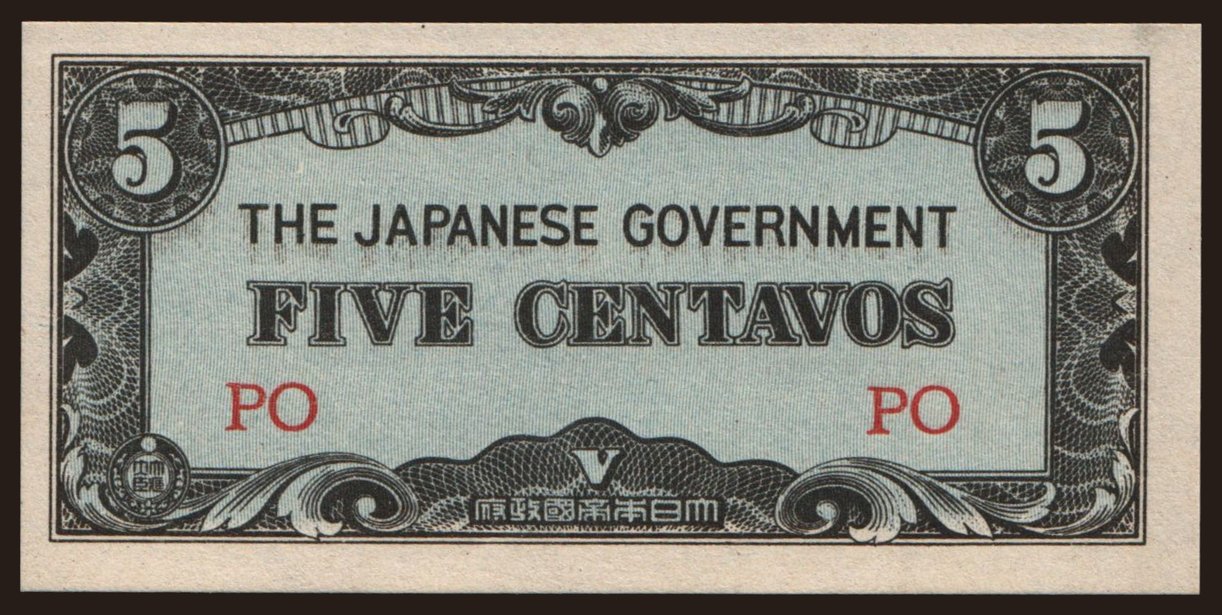 5 5
THE JAPANESE GOVERNMENT
FIVE CENTAVOS
PO PO
V
府政國帝本日大